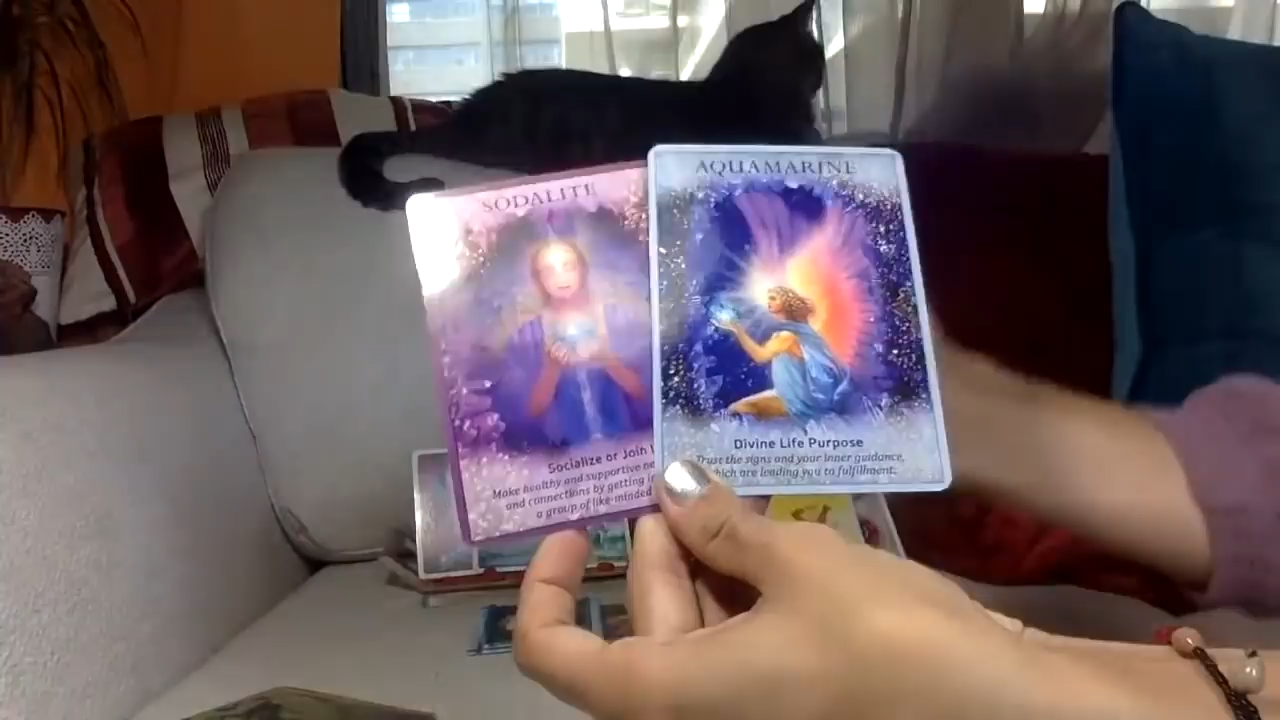 SODALITE
Socialize or Join
Make healthy and supportive
and connections by getting
a group of like-minded
AQUAMARINE
Divine Life Purpose
Trust the signs and your inner guidance,
which are leading you to fulfillment.